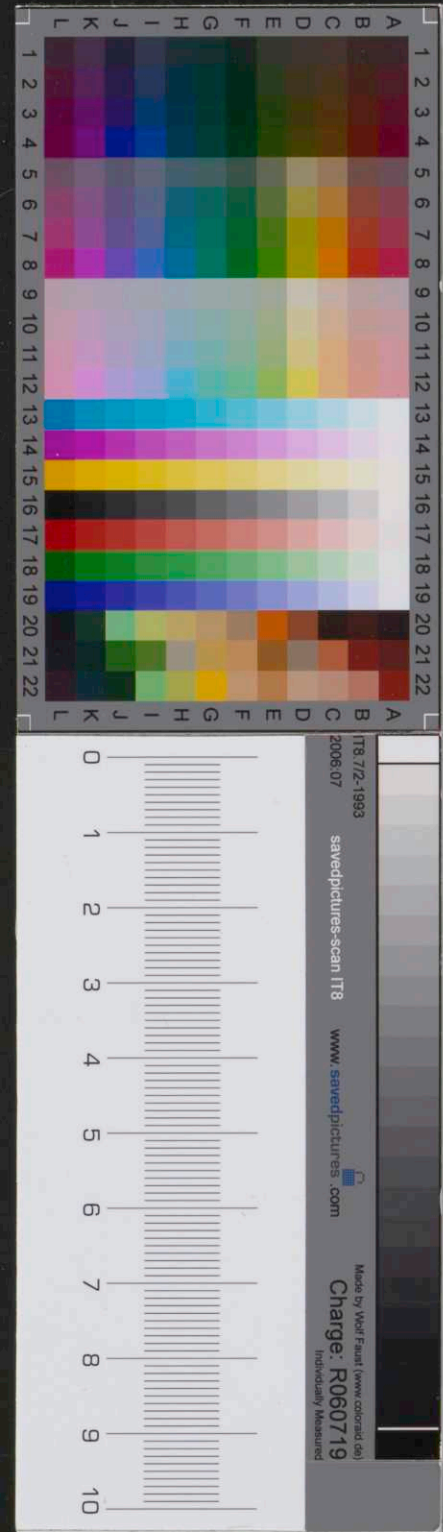 1 2 3 4 5 6 7 8 9 10 11 12 13 14 15 16 17 18 19 20 21 22
A A
B B
C C
D D
E E
F F
G G
H H
I I
J J
K K
L L
1 2 3 4 5 6 7 8 9 10 11 12 13 14 15 16 17 18 19 20 21 22
IT8.7/2-1993
2006:07
savedpictures-scan IT8
www.savedpictures.com
Made by Wolf Faust (www.coloraid.de)
Charge: R060719
Individually Measured
0 1 2 3 4 5 6 7 8 9 10